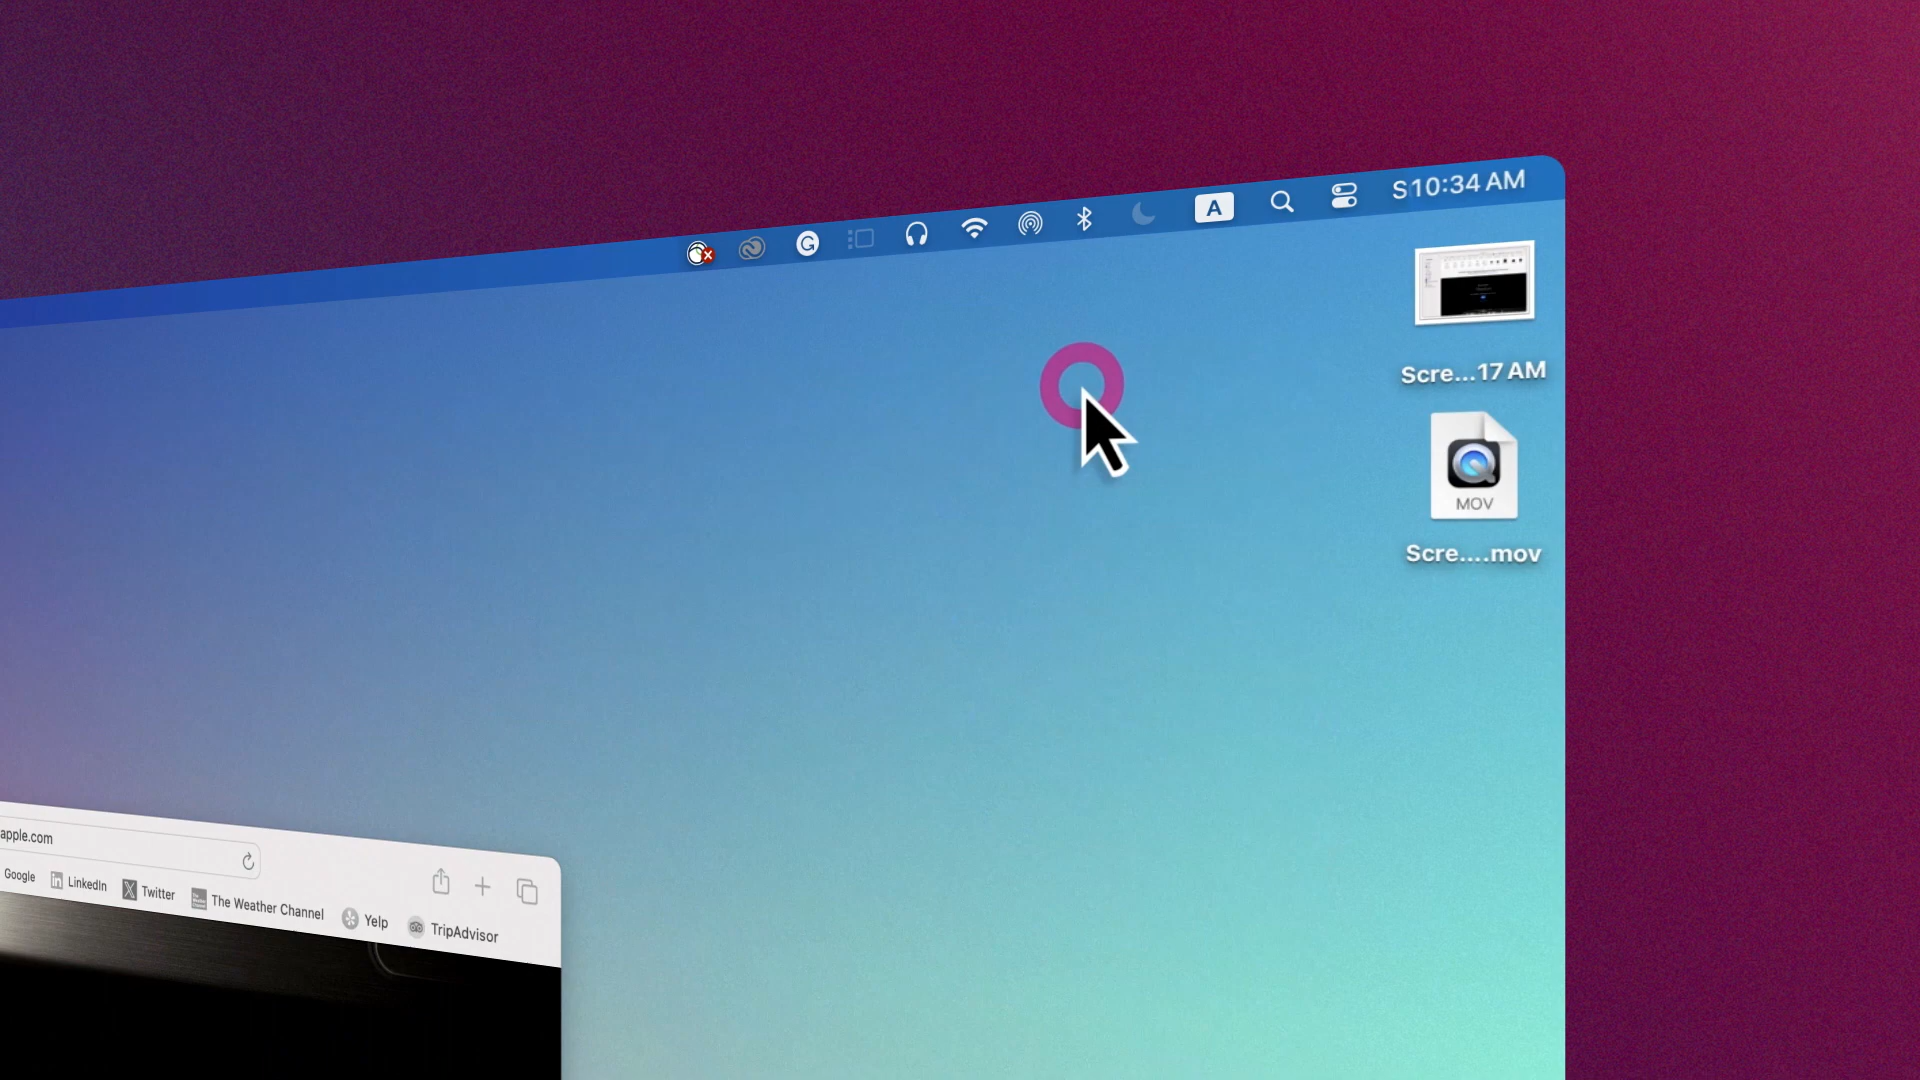 A
S10:34 AM
Scre...17 AM
MOV
Scre....mov
apple.com
Google
in LinkedIn
X Twitter
The Weather Channel
Yelp
TripAdvisor